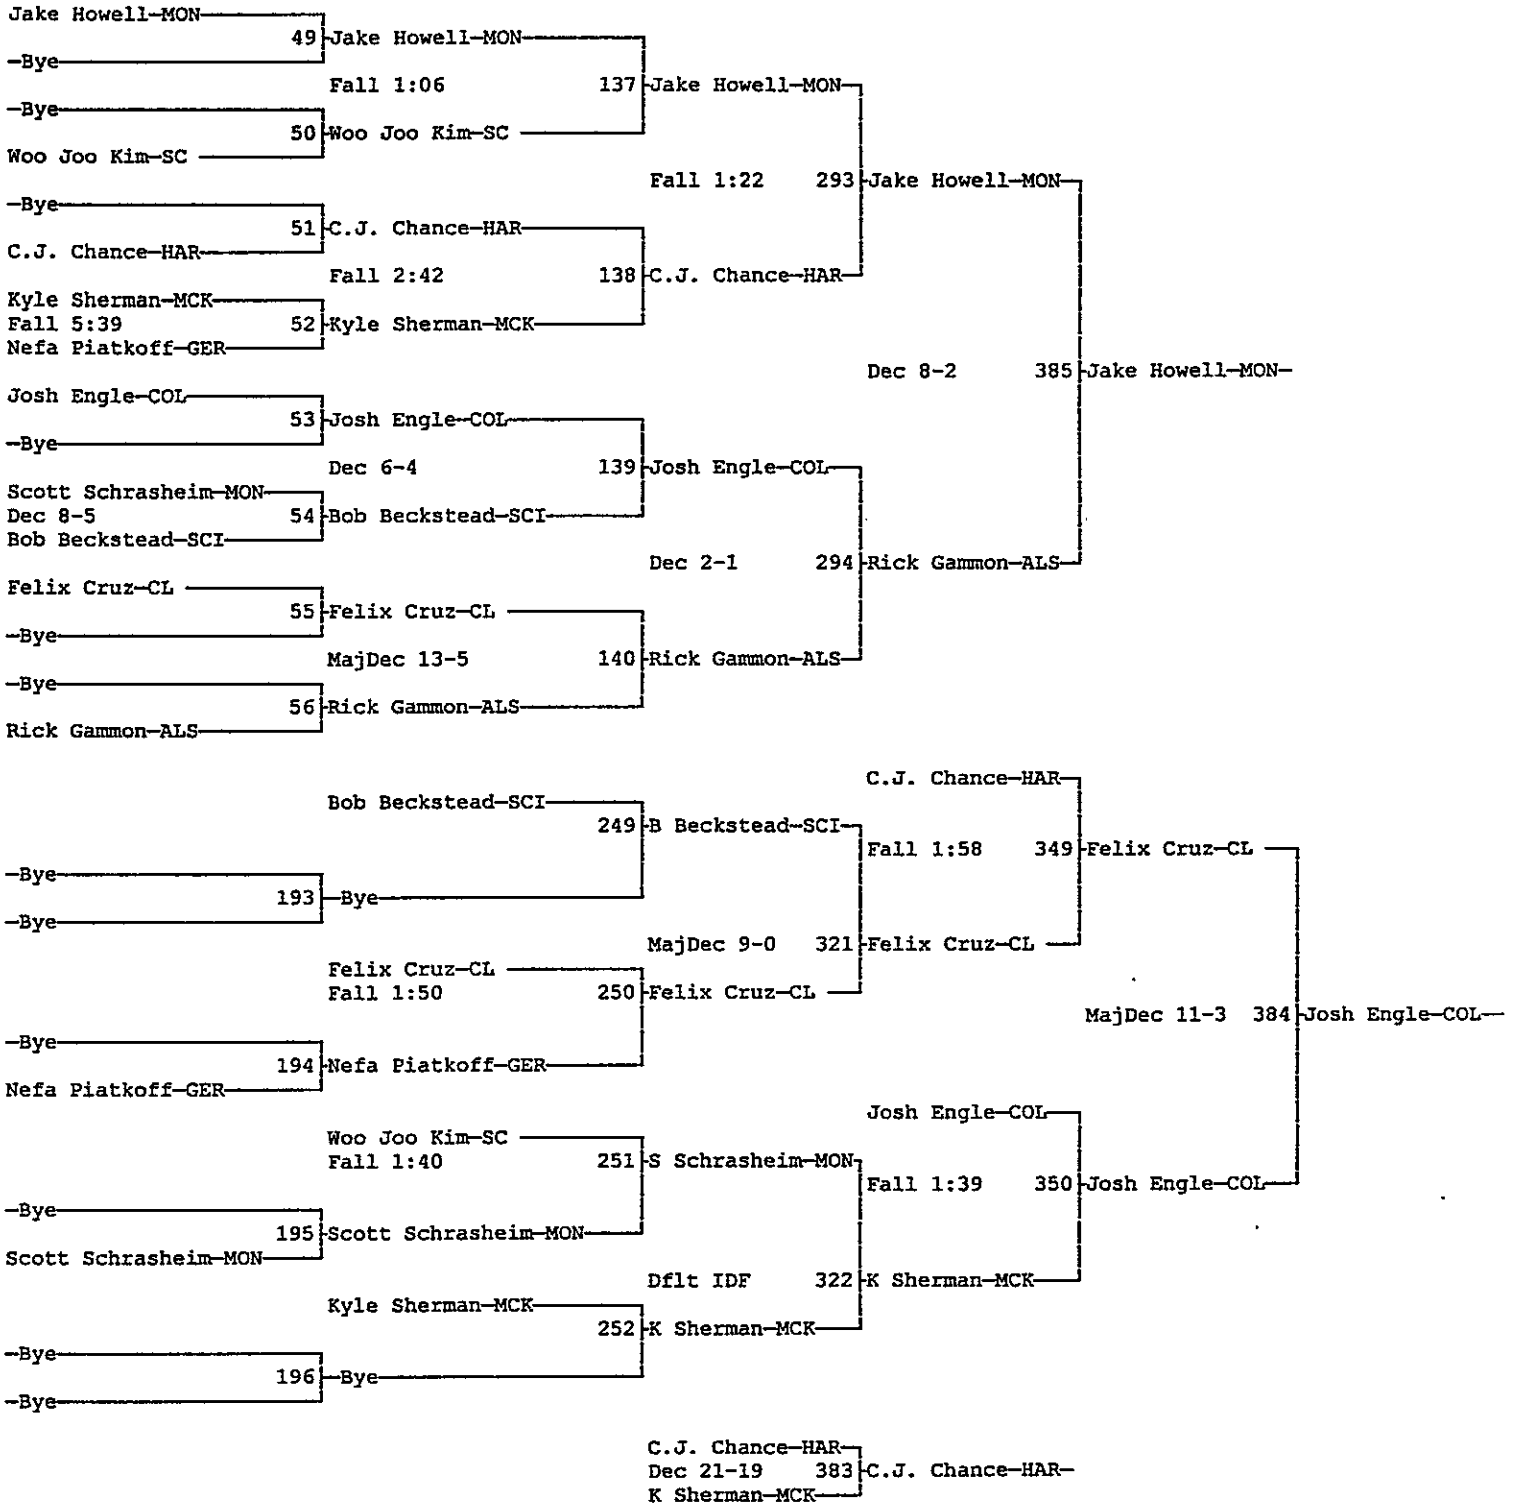 Jake Howell-MON
49 Jake Howell-MON
-Bye
Fall 1:06 137 Jake Howell-MON
-Bye
50 Woo Joo Kim-SC
Woo Joo Kim-SC
Fall 1:22 293 Jake Howell-MON
-Bye
51 C.J. Chance-HAR
C.J. Chance-HAR
Fall 2:42 138 C.J. Chance-HAR
Kyle Sherman-MCK
Fall 5:39 52 Kyle Sherman-MCK
Nefa Piatkoff-GER
Dec 8-2 385 Jake Howell-MON-
Josh Engle-COL
53 Josh Engle-COL
-Bye
Dec 6-4 139 Josh Engle-COL
Scott Schrasheim-MON
Dec 8-5 54 Bob Beckstead-SCI
Bob Beckstead-SCI
Dec 2-1 294 Rick Gammon-ALS
Felix Cruz-CL
55 Felix Cruz-CL
-Bye
MajDec 13-5 140 Rick Gammon-ALS
-Bye
56 Rick Gammon-ALS
Rick Gammon-ALS
C.J. Chance-HAR
Bob Beckstead-SCI
249 B Beckstead-SCI
Fall 1:58 349 Felix Cruz-CL
-Bye
193 -Bye
-Bye
MajDec 9-0 321 Felix Cruz-CL
Felix Cruz-CL
Fall 1:50 250 Felix Cruz-CL
MajDec 11-3 384 Josh Engle-COL-
-Bye
194 Nefa Piatkoff-GER
Nefa Piatkoff-GER
Josh Engle-COL
Woo Joo Kim-SC
Fall 1:40 251 S Schrasheim-MON
Fall 1:39 350 Josh Engle-COL
-Bye
195 Scott Schrasheim-MON
Scott Schrasheim-MON
Dflt IDF 322 K Sherman-MCK
Kyle Sherman-MCK
252 K Sherman-MCK
-Bye
196 -Bye
-Bye
C.J. Chance-HAR
Dec 21-19 383 C.J. Chance-HAR-
K Sherman-MCK